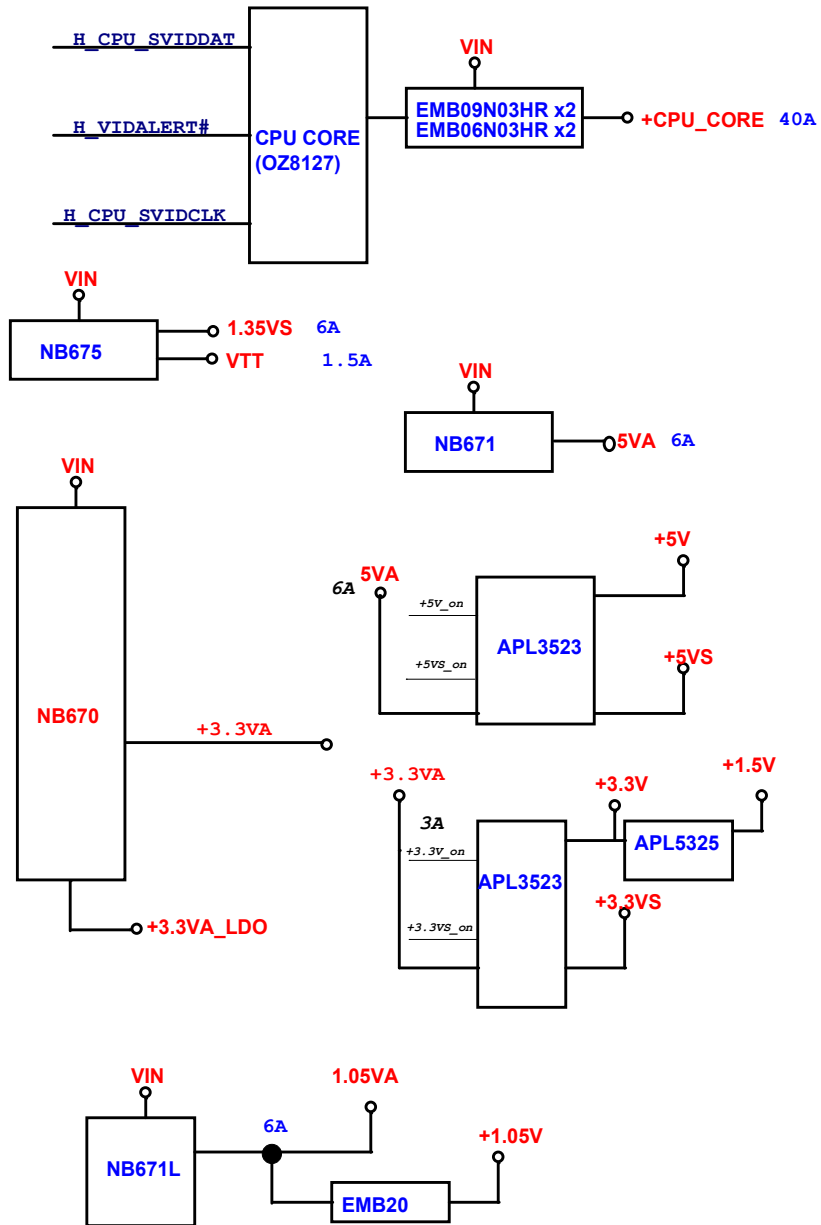 H_CPU_SVIDDAT
H_VIDALERT#
H_CPU_SVIDCLK
CPU CORE
(OZ8127)
VIN
EMB09N03HR x2
EMB06N03HR x2
+CPU_CORE 40A
VIN
NB675
1.35VS 6A
VTT 1.5A
VIN
NB671
5VA 6A
VIN
NB670
+3.3VA
+3.3VA_LDO
6A 5VA
+5V_on
+5VS_on
APL3523
+5V
+5VS
+3.3VA
3A
+3.3V_on
+3.3VS_on
APL3523
+3.3V
+3.3VS
APL5325
+1.5V
VIN
NB671L
6A
1.05VA
EMB20
+1.05V